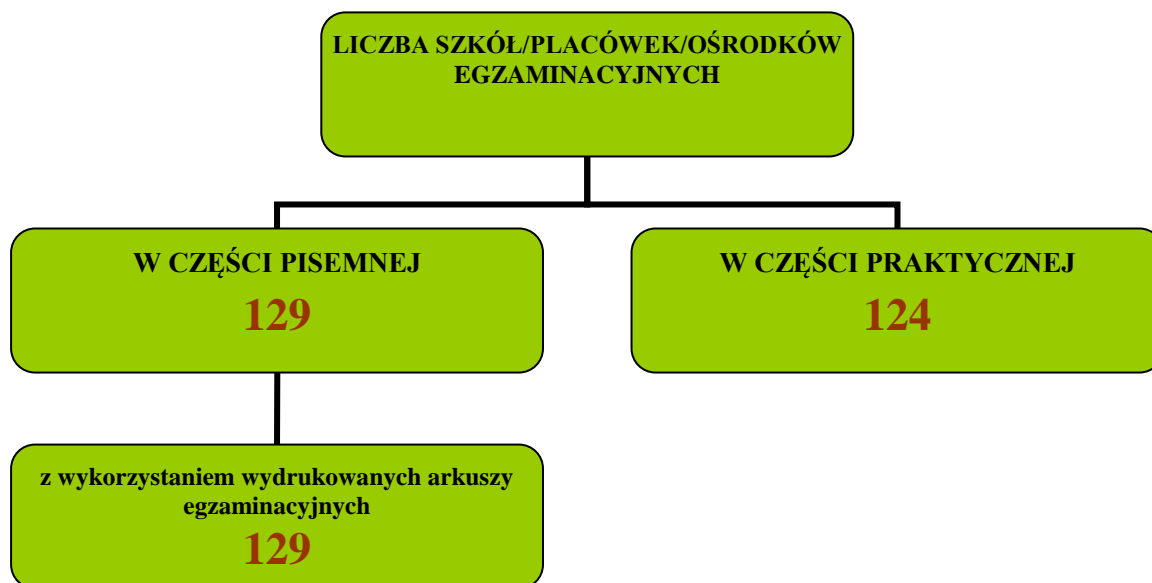 LICZBA SZKÓŁ/PLACÓWEK/OŚRODKÓW
EGZAMINACYJNYCH
W CZĘŚCI PISEMNEJ
129
W CZĘŚCI PRAKTYCZNEJ
124
z wykorzystaniem wydrukowanych arkuszy
egzaminacyjnych
129